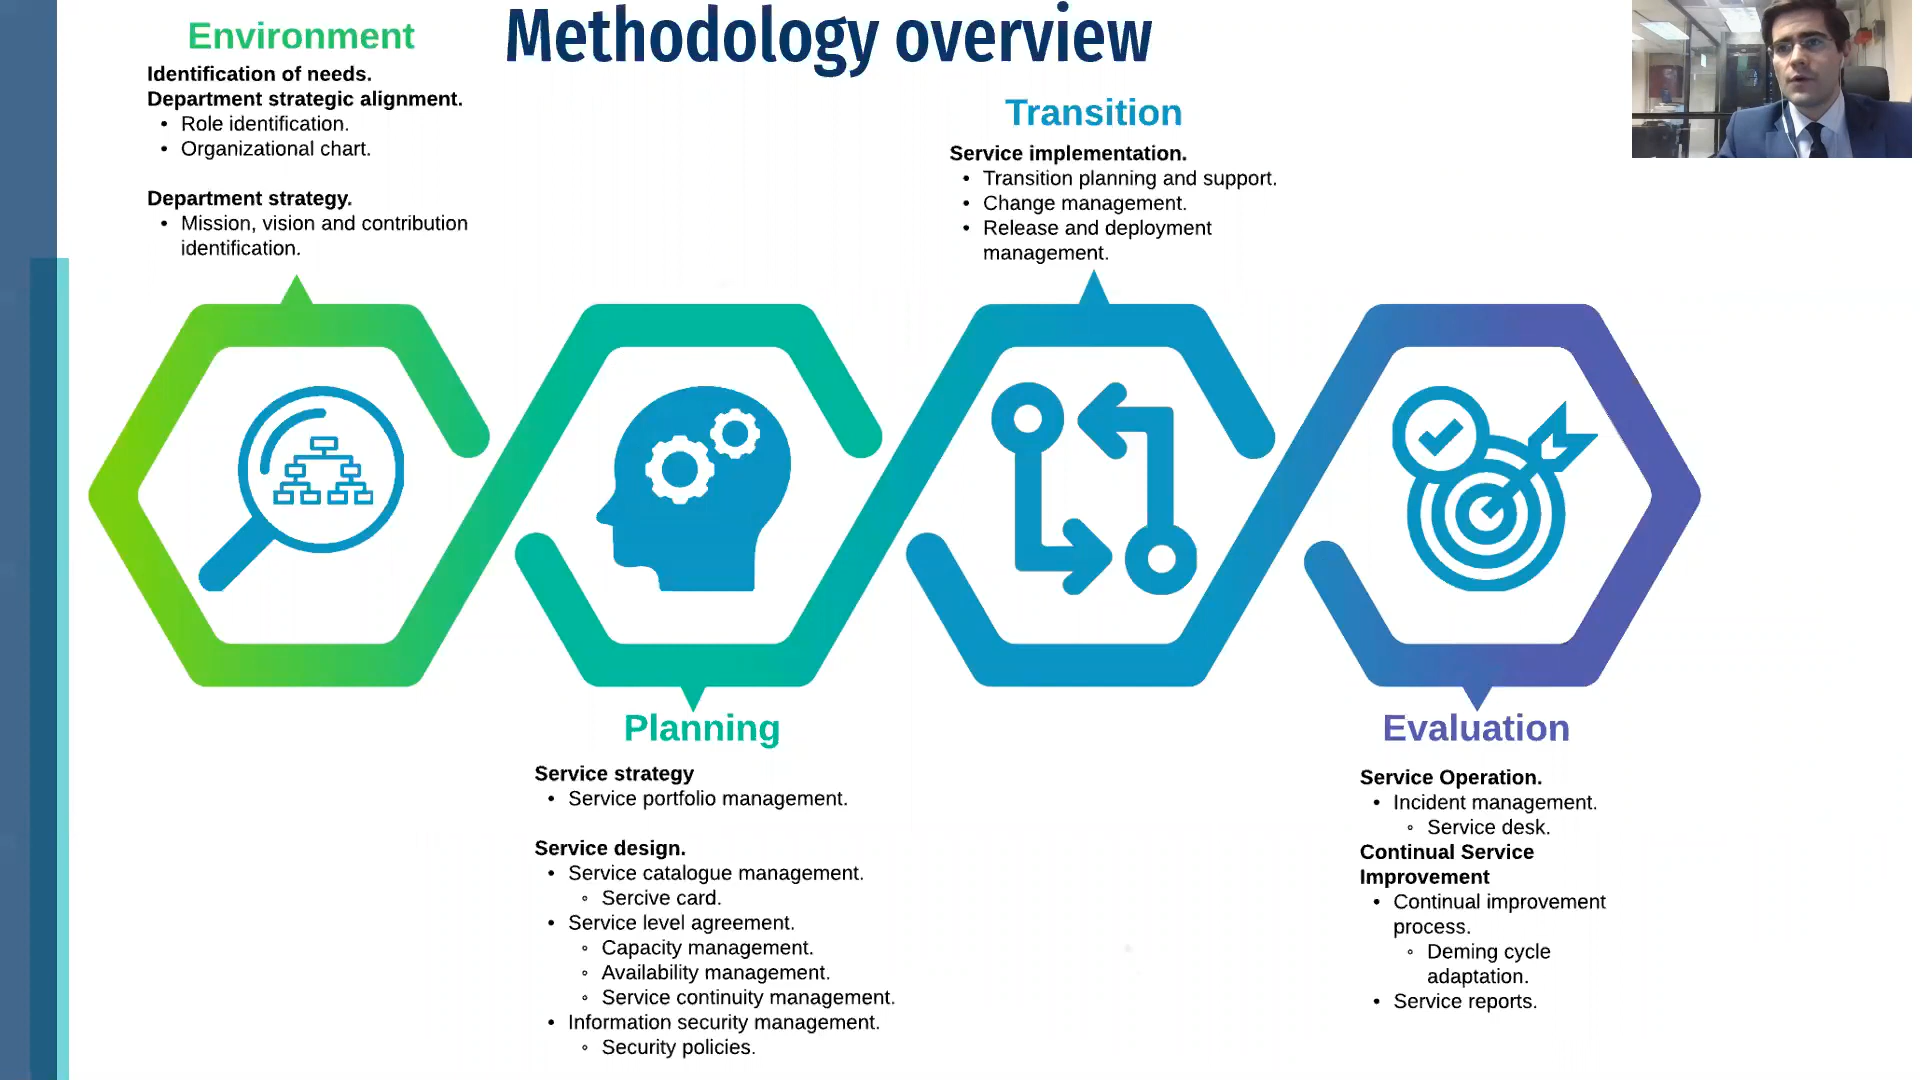 Methodology overview
Environment
Identification of needs.
Department strategic alignment.
• Role identification.
• Organizational chart.
Department strategy.
• Mission, vision and contribution
identification.
Transition
Service implementation.
• Transition planning and support.
• Change management.
• Release and deployment
management.
Planning
Service strategy
• Service portfolio management.
Service design.
• Service catalogue management.
◦ Sercive card.
• Service level agreement.
◦ Capacity management.
◦ Availability management.
◦ Service continuity management.
• Information security management.
◦ Security policies.
Evaluation
Service Operation.
• Incident management.
◦ Service desk.
Continual Service
Improvement
• Continual improvement
process.
◦ Deming cycle
adaptation.
• Service reports.